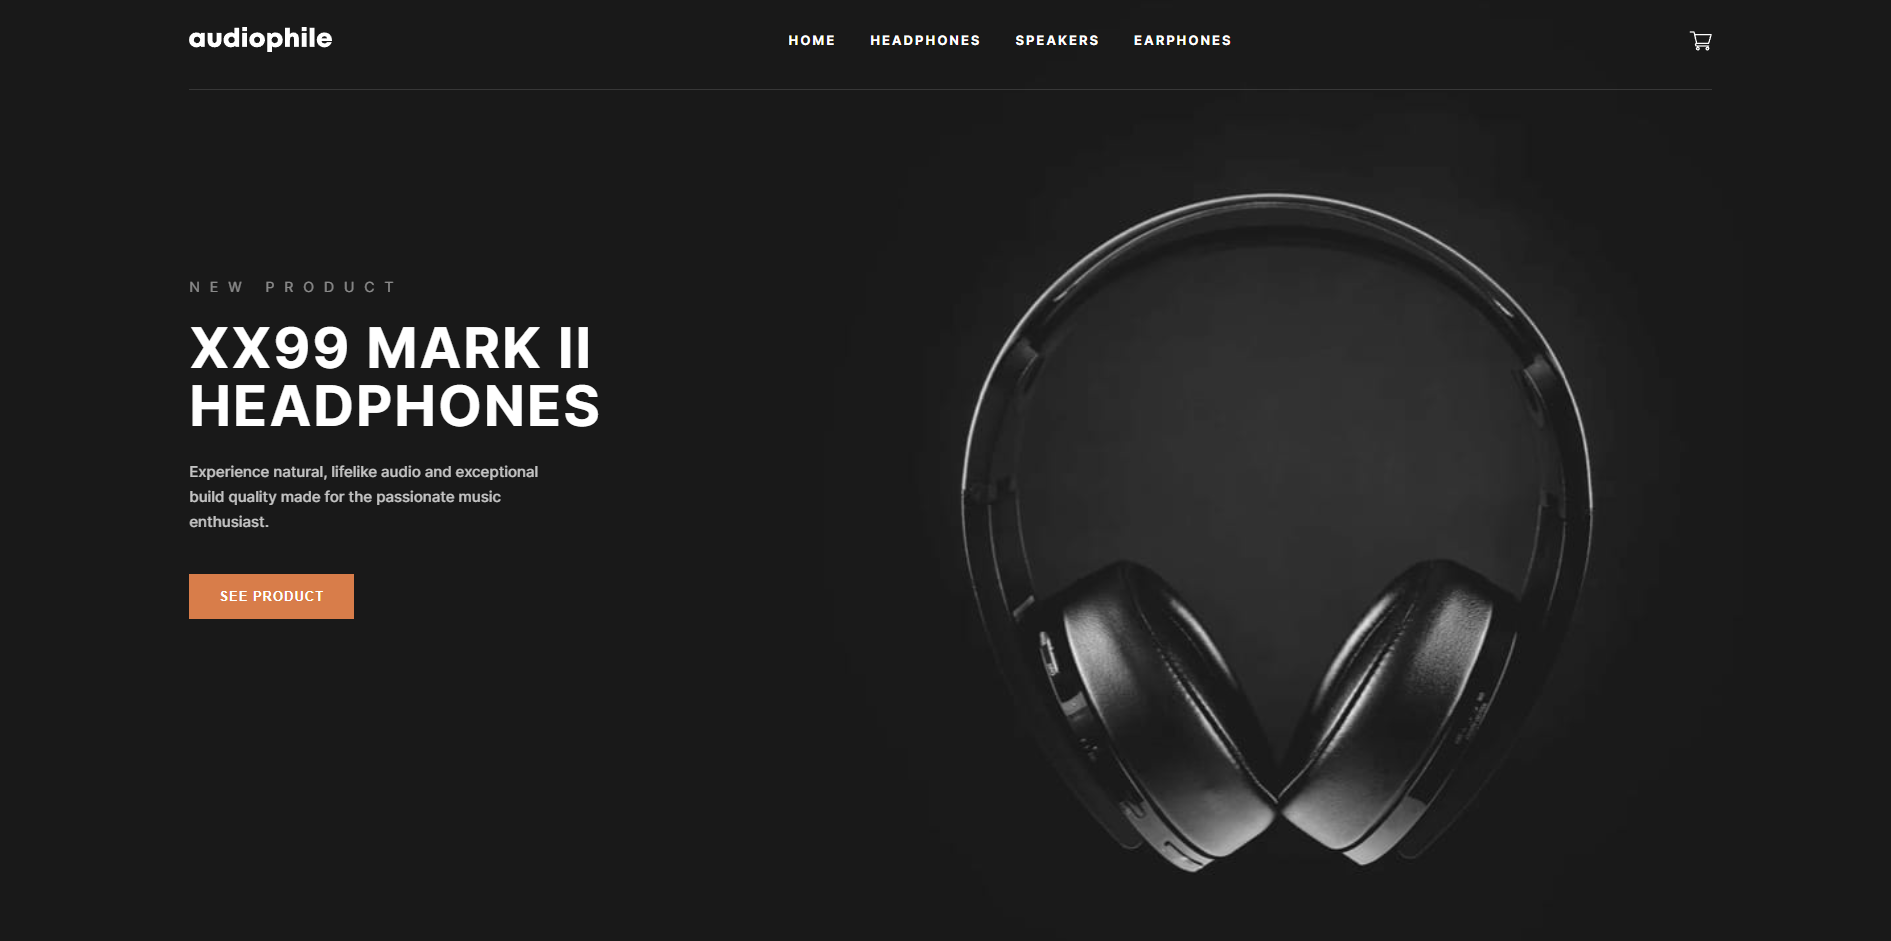 audiophile
HOME HEADPHONES SPEAKERS EARPHONES
NEW PRODUCT
XX99 MARK II
HEADPHONES
Experience natural, lifelike audio and exceptional
build quality made for the passionate music
enthusiast.
SEE PRODUCT